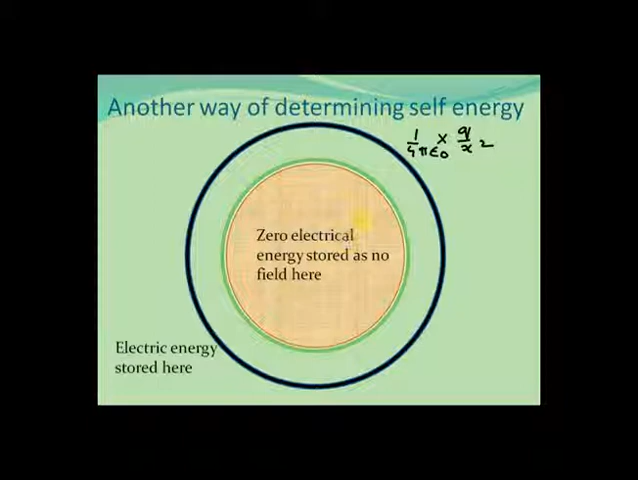 Another way of determining self energy
1/4πε0 × q/x2
Zero electrical
energy stored as no
field here
Electric energy
stored here